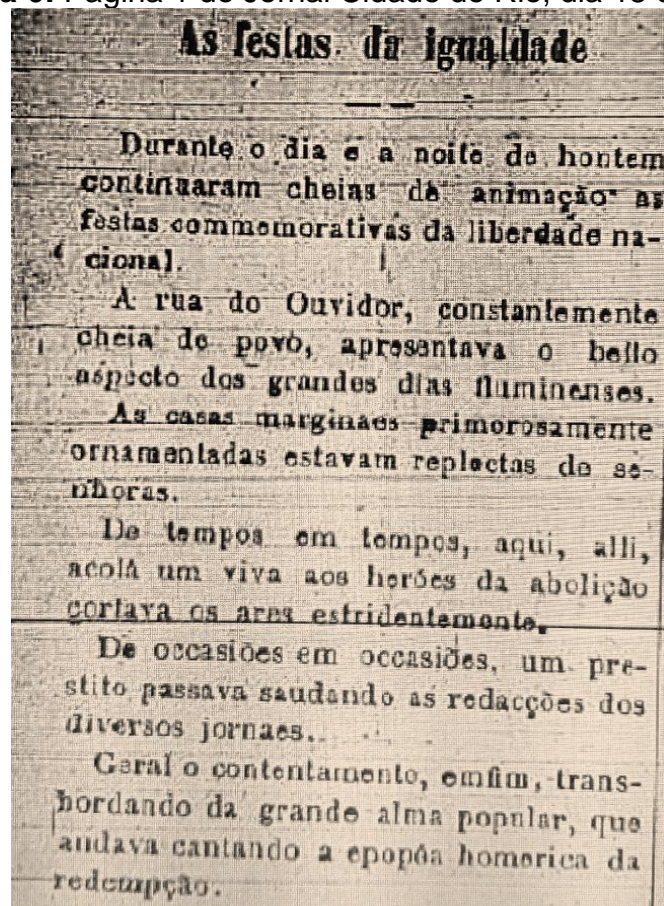 Página 1 do Jornal Cidade do Rio, dia
As festas da igualdade
Durante o dia e a noite de hontem
continuaram cheias de animação as
festas commemorativas da liberdade na-
cional.
A rua do Ouvidor, constantemente
cheia de povo, apresentava o bello
aspecto dos grandes dias fluminenses.
As casas marginaes primorosamente
ornamentadas estavam replectas de se-
nhoras.
De tempos em tempos, aqui, alli,
acolá um viva aos heróes da abolição
cortava os ares estridentemente.
De occasiões em occasiões, um pre-
stito passava saudando as redacções dos
diversos jornaes.
Geral o contentamento, emfim, trans-
bordando da grande alma popular, que
andava cantando a epopéa homerica da
redempção.